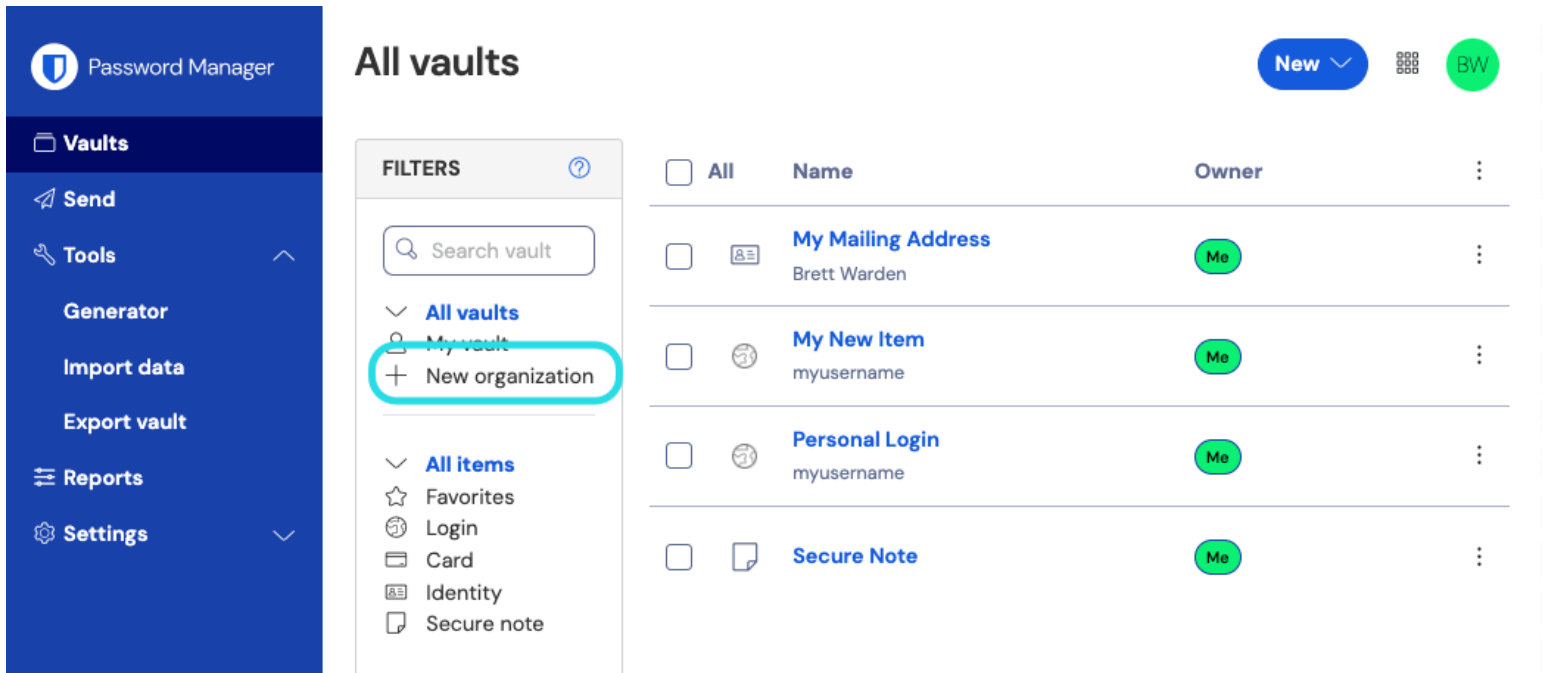 Password Manager
Vaults
Send
Tools
Generator
Import data
Export vault
Reports
Settings
All vaults
New
BW
FILTERS
Search vault
All vaults
My vault
New organization
All items
Favorites
Login
Card
Identity
Secure note
All Name Owner
My Mailing Address
Brett Warden
Me
My New Item
myusername
Me
Personal Login
myusername
Me
Secure Note
Me